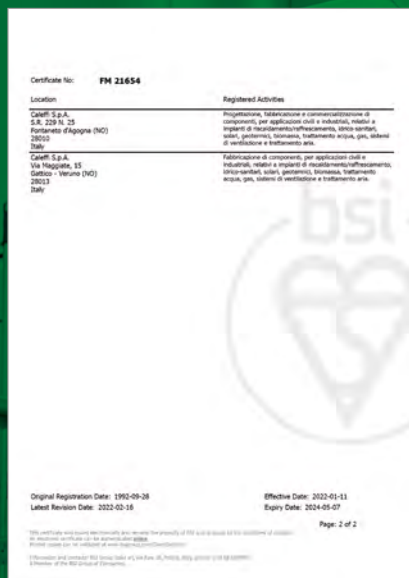 Certificate No: FM 21654
Location Registered Activities
Caleffi S.p.A.
S.R. 229 N. 25
Fontaneto d'Agogna (NO)
28010
Italy
Progettazione, fabbricazione e commercializzazione di
componenti, per applicazioni civili e industriali, relativi a
impianti di riscaldamento/raffrescamento, idrico-sanitari,
solari, geotermici, biomassa, trattamento acqua, gas, sistemi
di ventilazione e trattamento aria.
Caleffi S.p.A.
Via Maggiate, 15
Gattico - Veruno (NO)
28013
Italy
Fabbricazione di componenti, per applicazioni civili e
industriali, relativi a impianti di riscaldamento/raffrescamento,
idrico-sanitari, solari, geotermici, biomassa, trattamento
acqua, gas, sistemi di ventilazione e trattamento aria.
bsi
Original Registration Date: 1992-09-28 Effective Date: 2022-01-11
Latest Revision Date: 2022-02-16 Expiry Date: 2024-05-07
Page: 2 of 2